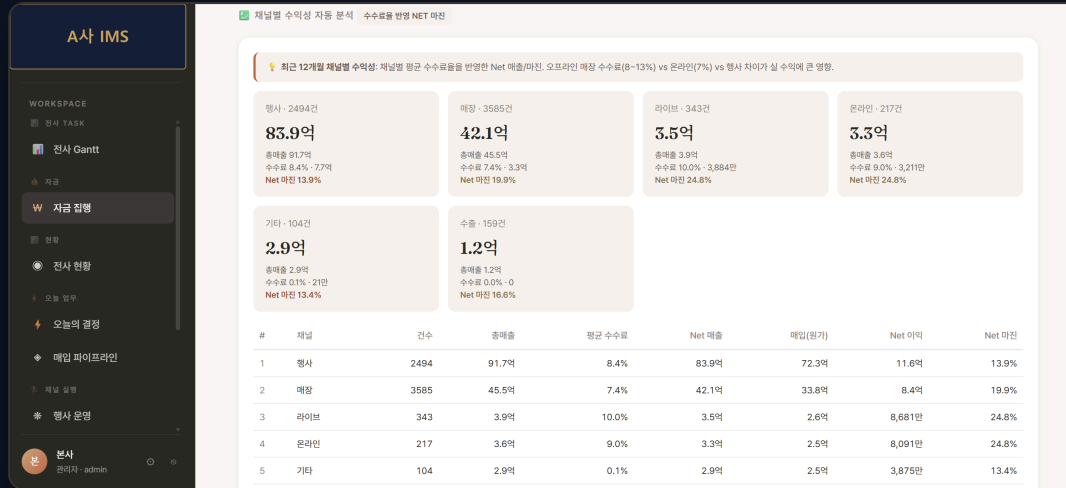 A사 IMS
WORKSPACE
전사 TASK
전사 Gantt
자금
₩ 자금 집행
현황
전사 현황
오늘 업무
오늘의 결정
매입 파이프라인
채널 실행
행사 운영
본
본사
관리자 · admin
채널별 수익성 자동 분석 수수료율 반영 NET 마진
최근 12개월 채널별 수익성: 채널별 평균 수수료율을 반영한 Net 매출/마진. 오프라인 매장 수수료(8~13%) vs 온라인(7%) vs 행사 차이가 실 수익에 큰 영향.
행사 · 2494건
83.9억
총매출 91.7억
수수료 8.4% · 7.7억
Net 마진 13.9%
매장 · 3585건
42.1억
총매출 45.5억
수수료 7.4% · 3.3억
Net 마진 19.9%
라이브 · 343건
3.5억
총매출 3.9억
수수료 10.0% · 3,884만
Net 마진 24.8%
온라인 · 217건
3.3억
총매출 3.6억
수수료 9.0% · 3,211만
Net 마진 24.8%
기타 · 104건
2.9억
총매출 2.9억
수수료 0.1% · 21만
Net 마진 13.4%
수출 · 159건
1.2억
총매출 1.2억
수수료 0.0% · 0
Net 마진 16.6%
# 채널 건수 총매출 평균 수수료 Net 매출 매입(원가) Net 이익 Net 마진
1 행사 2494 91.7억 8.4% 83.9억 72.3억 11.6억 13.9%
2 매장 3585 45.5억 7.4% 42.1억 33.8억 8.4억 19.9%
3 라이브 343 3.9억 10.0% 3.5억 2.6억 8,681만 24.8%
4 온라인 217 3.6억 9.0% 3.3억 2.5억 8,091만 24.8%
5 기타 104 2.9억 0.1% 2.9억 2.5억 3,875만 13.4%